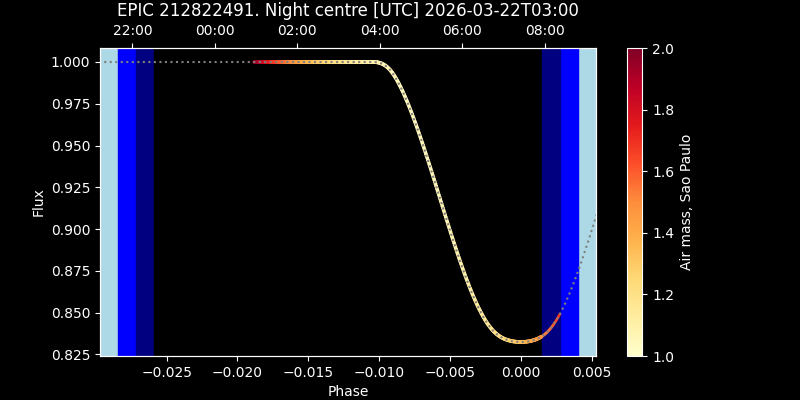 EPIC 212822491. Night centre [UTC] 2026-03-22T03:00
22:00 00:00 02:00 04:00 06:00 08:00
1.000
0.975
0.950
0.925
0.900
0.875
0.850
0.825
Flux
−0.025 −0.020 −0.015 −0.010 −0.005 0.000 0.005
Phase
2.0
1.8
1.6
1.4
1.2
1.0
Air mass, Sao Paulo